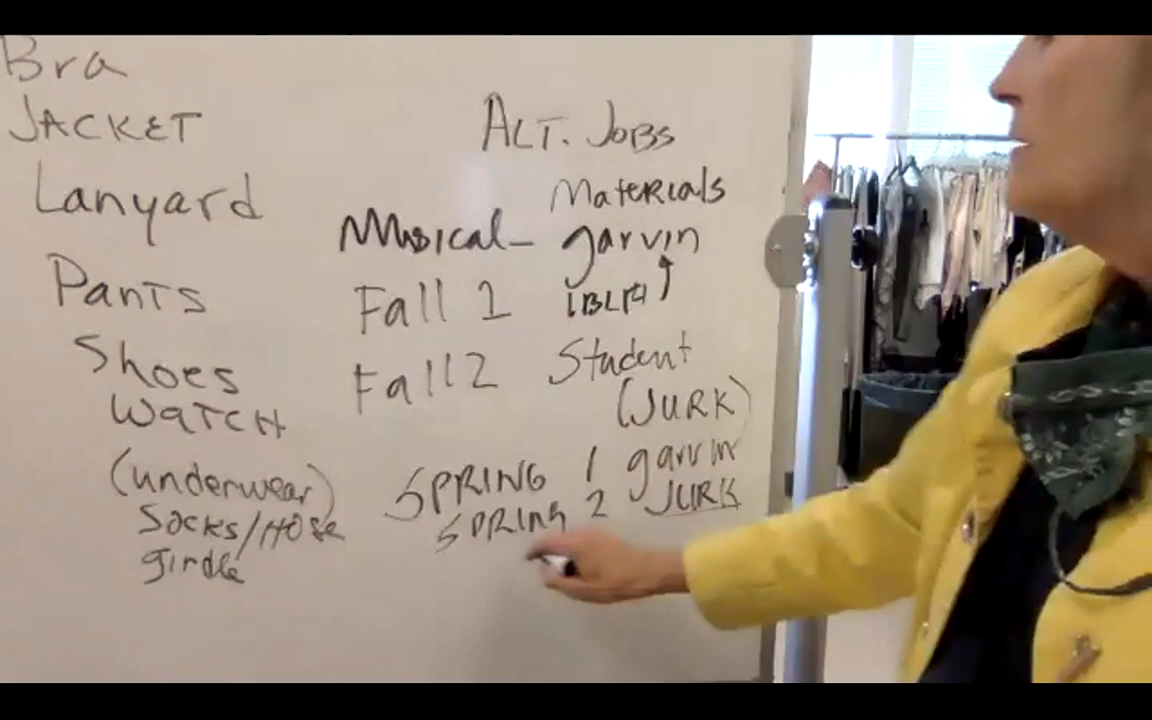 Bra
JACKET
Lanyard
Pants
Shoes
WATCH
(underwear)
Socks/HOSE
girdle
ALT. JOBS
Materials
Musical - garvin
Fall 1
Fall 2 Student
(JURK)
SPRING 1 garvin
SPRING 2 JURK